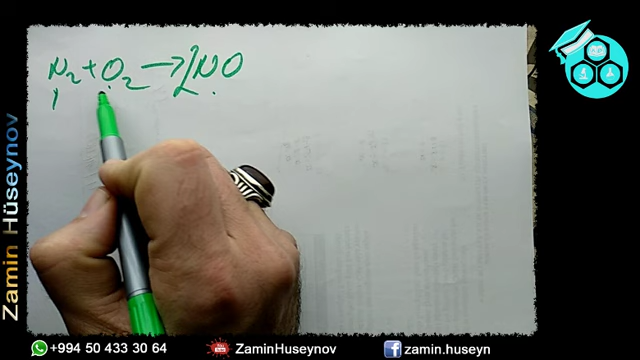 N2 + O2 → 2NO
Zamin Hüseynov
+994 50 433 30 64
ZaminHuseynov
zamin.huseyn